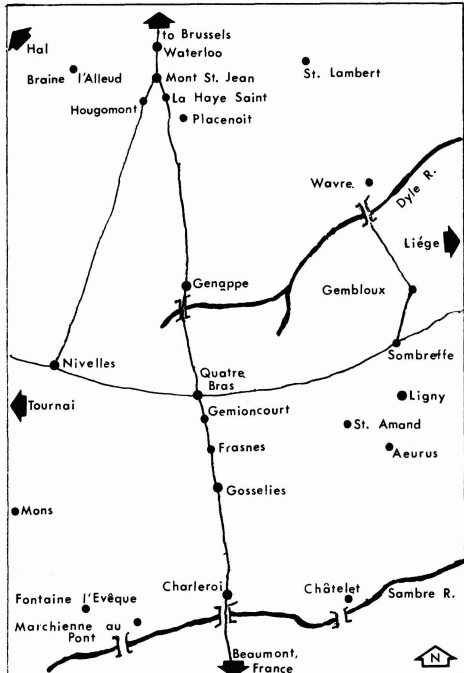 to Brussels
Waterloo
Hal
Braine l'Alleud
Mont St. Jean
St. Lambert
La Haye Saint
Hougomont
Placenoit
Wavre
Dyle R.
Liége
Genappe
Gembloux
Sombreffe
Nivelles
Quatre
Bras
Ligny
Tournai
Gemioncourt
St. Amand
Frasnes
Aeurus
Gosselies
Mons
Charleroi
Châtelet
Sambre R.
Fontaine l'Evêque
Marchienne au
Pont
Beaumont,
France
N